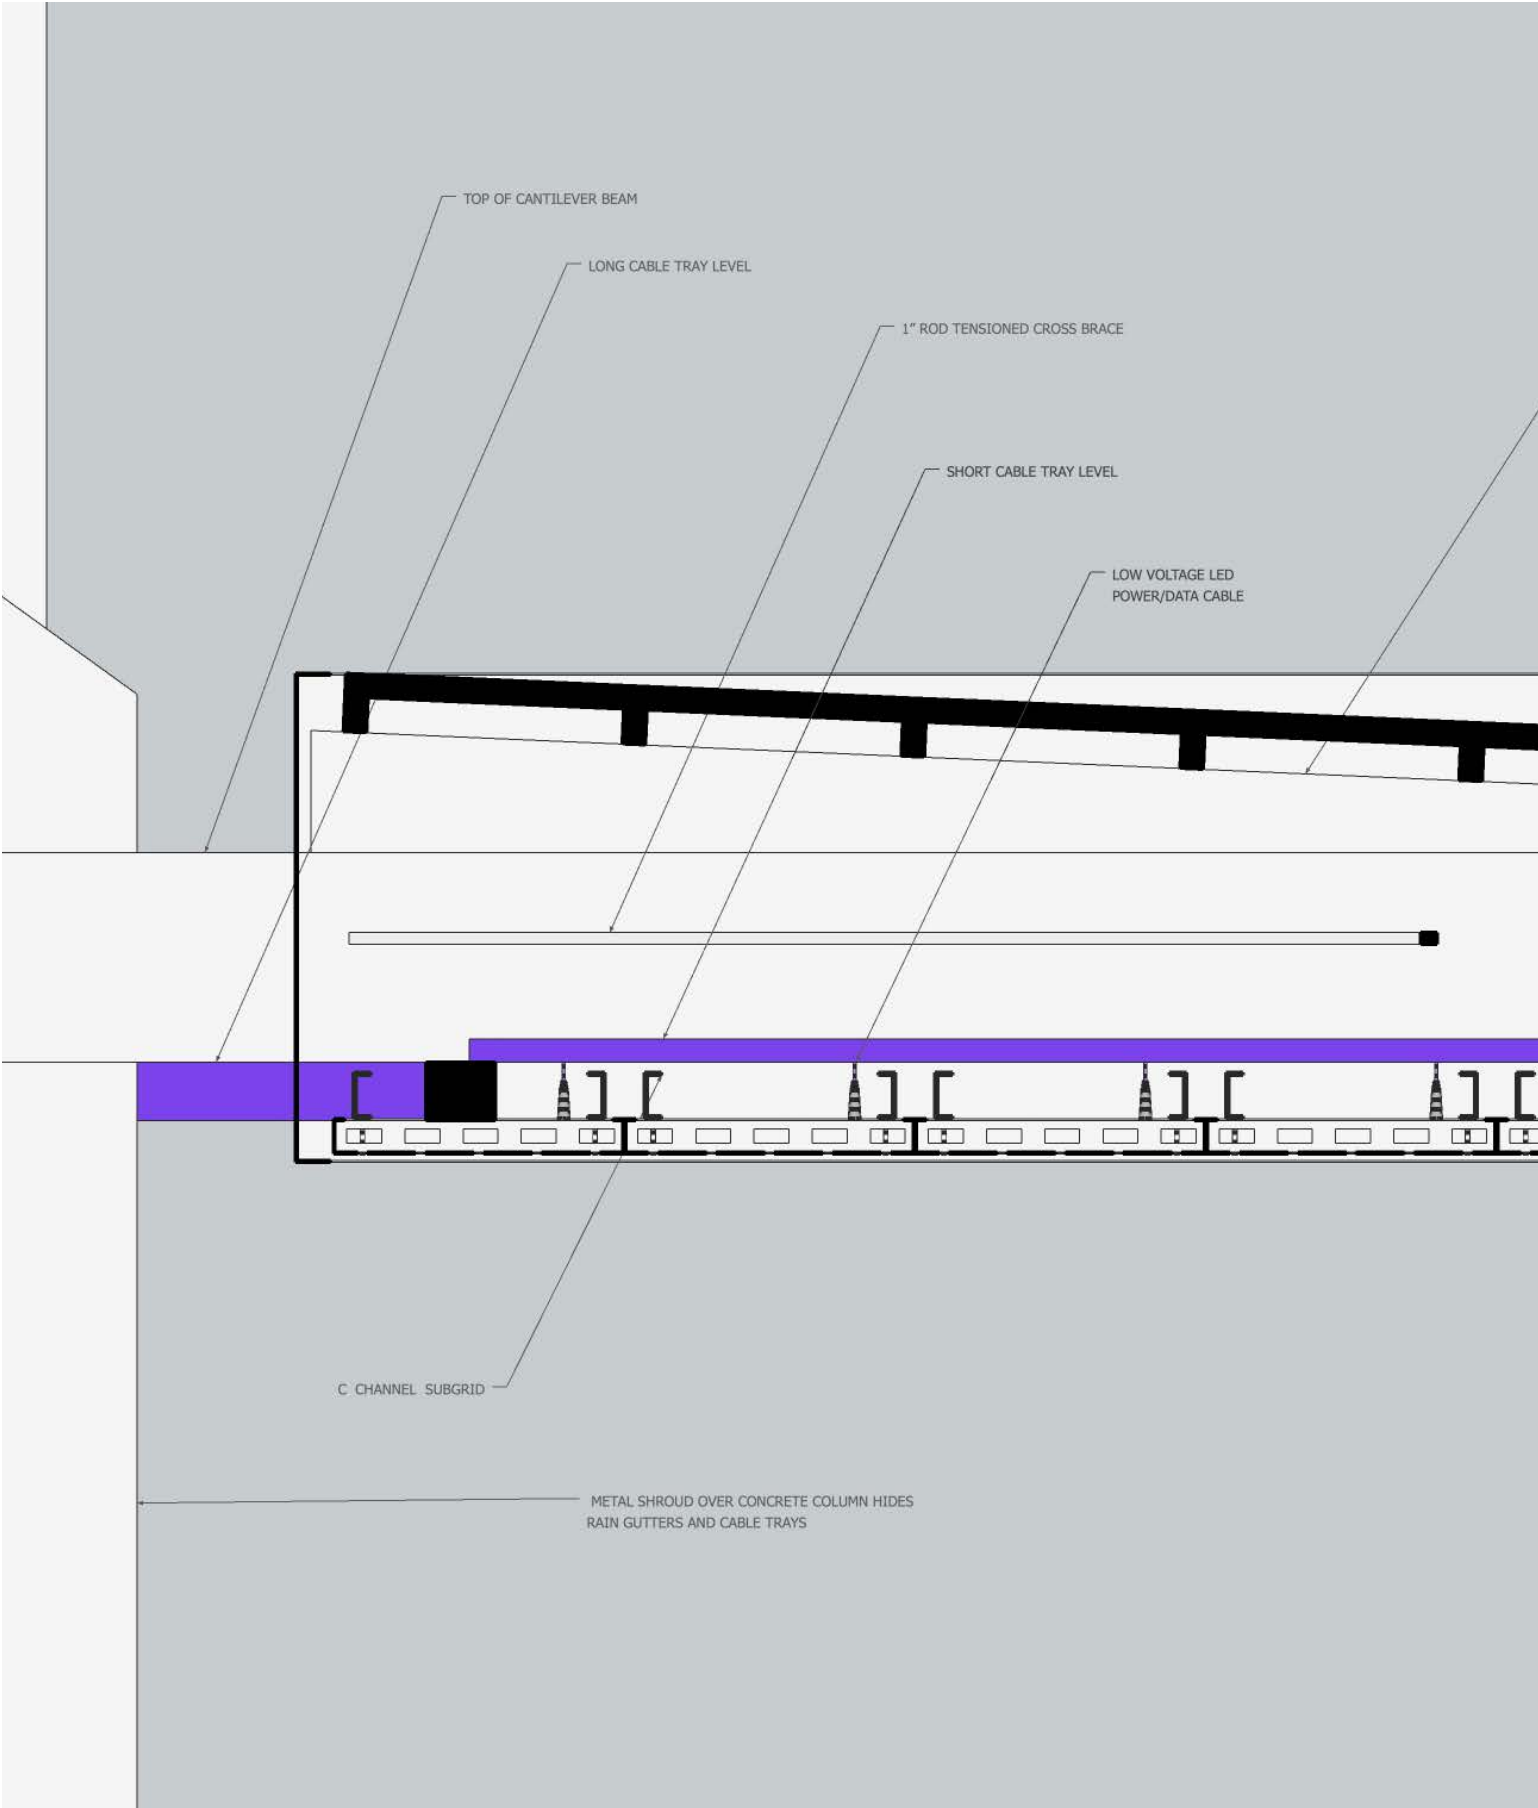 TOP OF CANTILEVER BEAM
LONG CABLE TRAY LEVEL
1" ROD TENSIONED CROSS BRACE
SHORT CABLE TRAY LEVEL
LOW VOLTAGE LED
POWER/DATA CABLE
C CHANNEL SUBGRID
METAL SHROUD OVER CONCRETE COLUMN HIDES
RAIN GUTTERS AND CABLE TRAYS